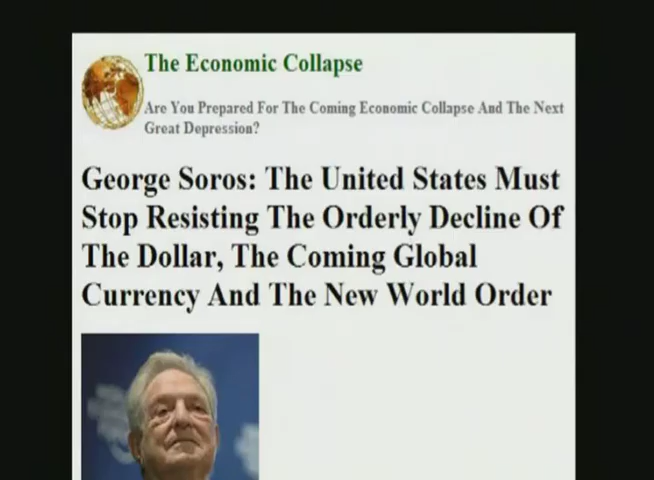 The Economic Collapse
Are You Prepared For The Coming Economic Collapse And The Next
Great Depression?
George Soros: The United States Must
Stop Resisting The Orderly Decline Of
The Dollar, The Coming Global
Currency And The New World Order